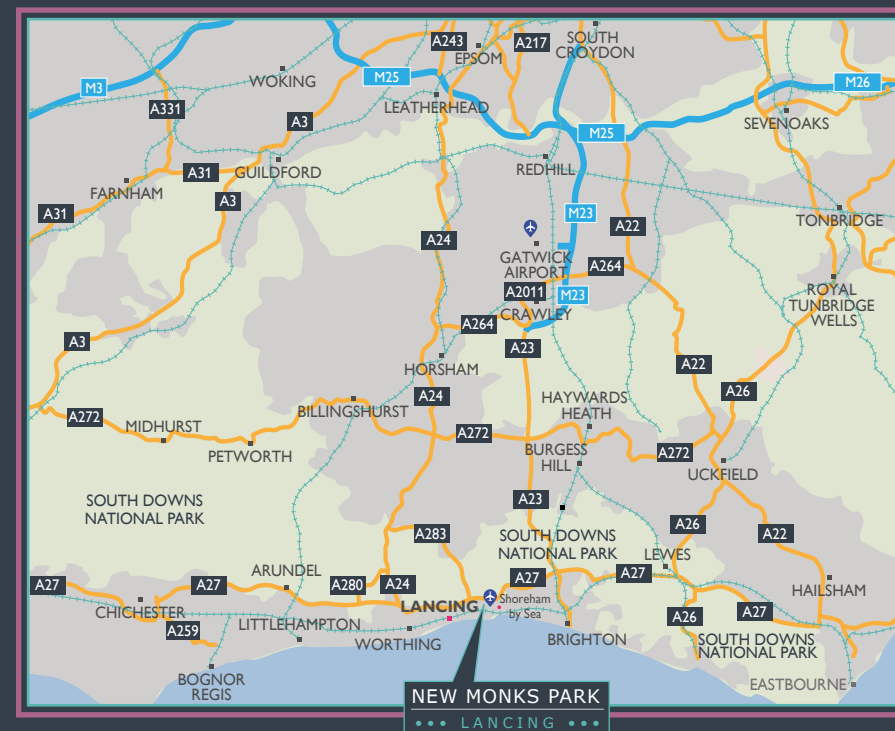 A243
A217
SOUTH
CROYDON
EPSOM
WOKING
M25
M3
M26
LEATHERHEAD
A331
A3
SEVENOAKS
M25
REDHILL
A31
GUILDFORD
FARNHAM
A3
A31
M23
TONBRIDGE
A22
A24
GATWICK
AIRPORT
A264
A2011
M23
CRAWLEY
ROYAL
TUNBRIDGE
WELLS
A264
A3
A23
HORSHAM
A22
A26
A24
HAYWARDS
HEATH
BILLINGSHURST
A272
MIDHURST
A272
PETWORTH
BURGESS
HILL
A272
UCKFIELD
SOUTH DOWNS
NATIONAL PARK
A23
A26
A283
SOUTH DOWNS
NATIONAL PARK
A22
LEWES
ARUNDEL
A27
A27
A27
A280
A24
A27
HAILSHAM
CHICHESTER
LANCING
Shoreham
by Sea
A259
LITTLEHAMPTON
A26
A27
WORTHING
BRIGHTON
SOUTH DOWNS
NATIONAL PARK
BOGNOR
REGIS
EASTBOURNE
NEW MONKS PARK
••• LANCING •••